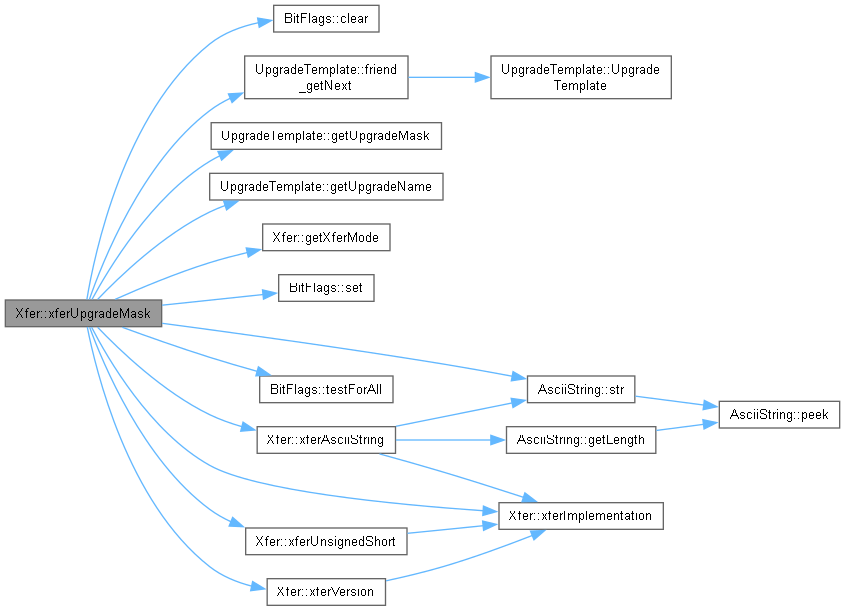 BitFlags::clear
UpgradeTemplate::friend
_getNext
UpgradeTemplate::Upgrade
Template
UpgradeTemplate::getUpgradeMask
UpgradeTemplate::getUpgradeName
Xfer::getXferMode
BitFlags::set
Xfer::xferUpgradeMask
BitFlags::testForAll
AsciiString::str
AsciiString::peek
Xfer::xferAsciiString
AsciiString::getLength
Xfer::xferImplementation
Xfer::xferUnsignedShort
Xfer::xferVersion